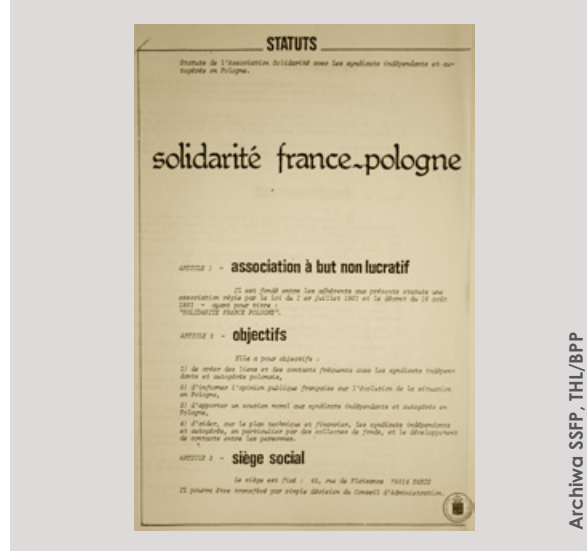 STATUTS
Statuts de l'Association Solidarité avec les syndicats indépendants et au-
togérés en Pologne.
solidarité france-pologne
ARTICLE 1 - association à but non lucratif
Il est fondé entre les adhérents aux présents statuts une
association régie par la loi du 1 er juillet 1901 et le décret du 16 août
1901 - ayant pour titre :
"SOLIDARITE FRANCE POLOGNE".
ARTICLE 2 - objectifs
Elle a pour objectifs :
1) de créer des liens et des contacts fréquents avec les syndicats indépen-
dants et autogérés polonais,
2) d'informer l'opinion publique française sur l'évolution de la situation
en Pologne,
3) d'apporter un soutien moral aux syndicats indépendants et autogérés en
Pologne,
4) d'aider, sur le plan technique et financier, les syndicats indépendants
et autogérés, en particulier par des collectes de fonds, et le développement
de contacts entre les personnes.
ARTICLE 3 - siège social
Le siège est fixé : rue de Plaisance 75014 PARIS
Il pourra être transféré par simple décision du Conseil d'Administration.
Archiwa SSFP, THL/BPP